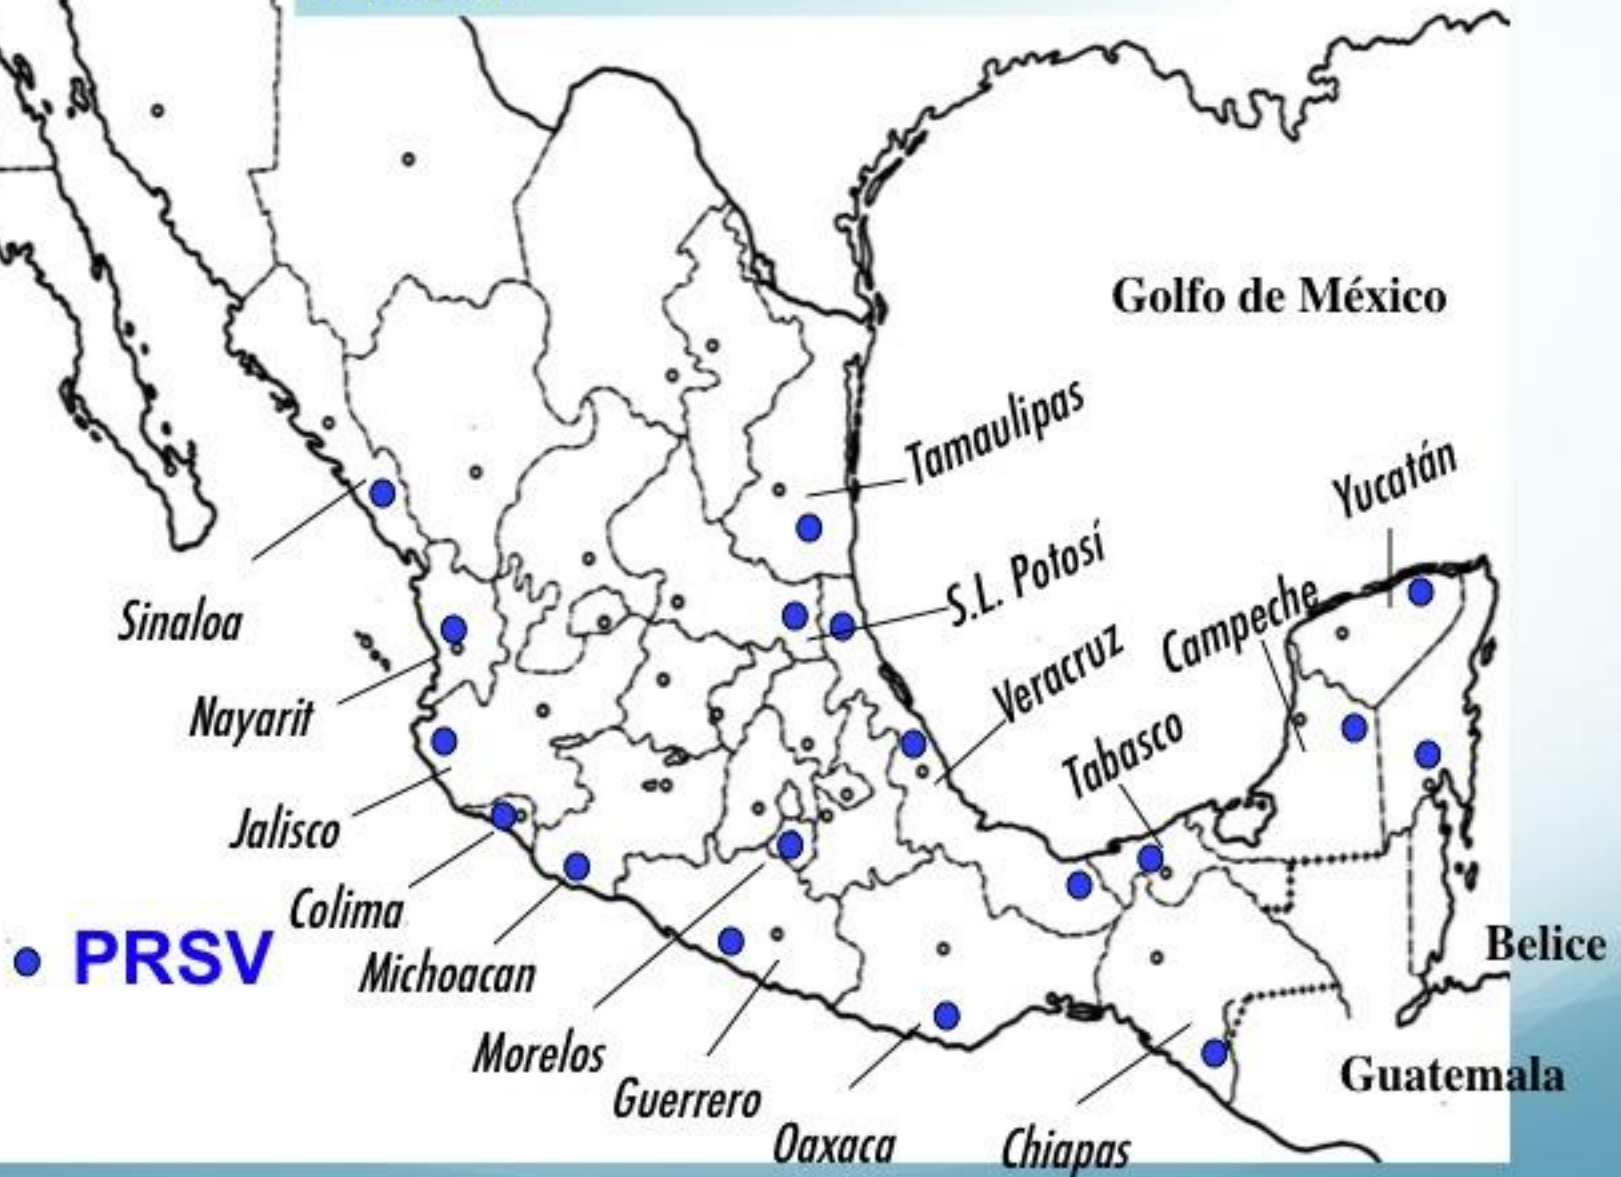 Golfo de México
Tamaulipas
Yucatán
S.L. Potosí
Campeche
Sinaloa
Veracruz
Nayarit
Tabasco
Jalisco
Colima
PRSV
Michoacan
Belice
Morelos
Guerrero
Guatemala
Oaxaca
Chiapas